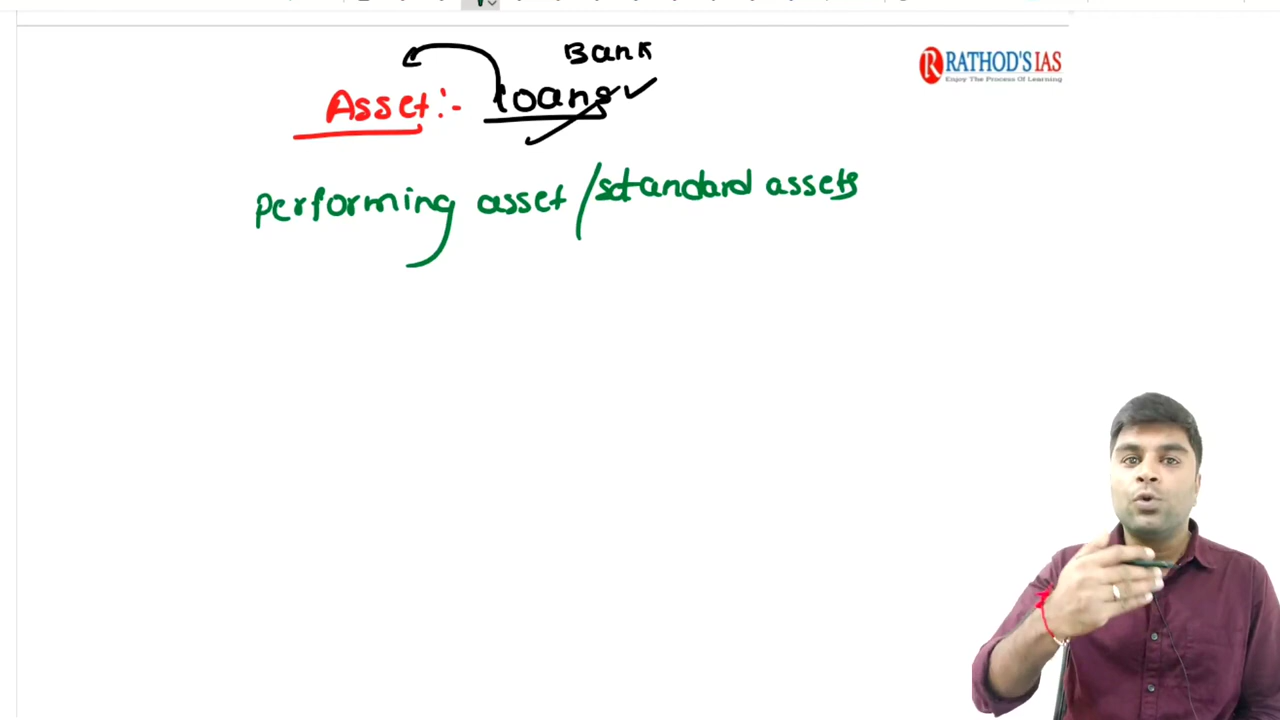 Bank
RATHOD'S IAS
Enjoy The Process Of Learning
Asset:- loans
Performing asset / standard assets